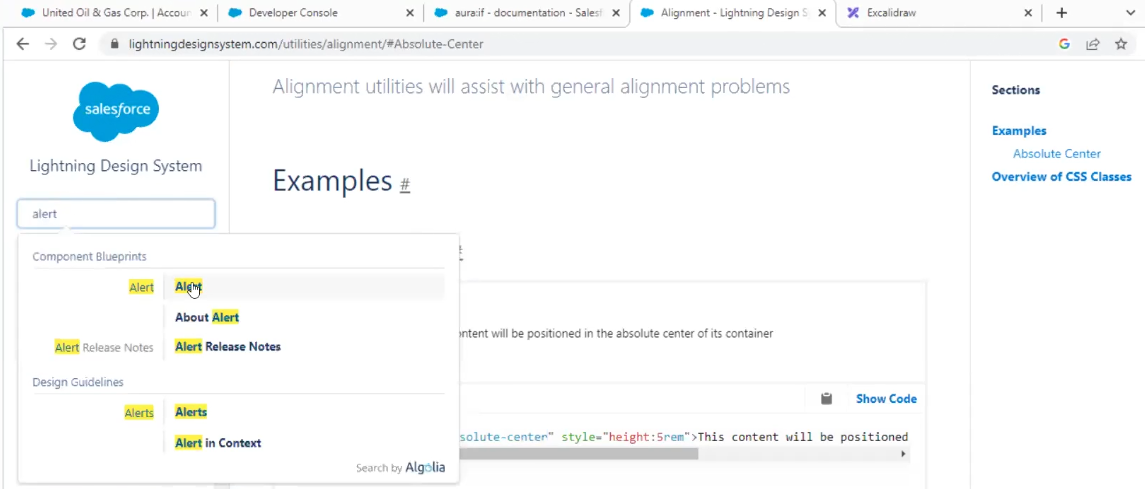 United Oil & Gas Corp. | Accoun
Developer Console
aura:if - documentation - Salesf
Alignment - Lightning Design S
Excalidraw
lightningdesignsystem.com/utilities/alignment/#Absolute-Center
salesforce
Lightning Design System
alert
Component Blueprints
Alert Alert
About Alert
Alert Release Notes Alert Release Notes
Design Guidelines
Alerts Alerts
Alert in Context
Search by Algolia
Alignment utilities will assist with general alignment problems
Examples #
ontent will be positioned in the absolute center of its container
Show Code
solute-center" style="height:5rem">This content will be positioned
Sections
Examples
Absolute Center
Overview of CSS Classes